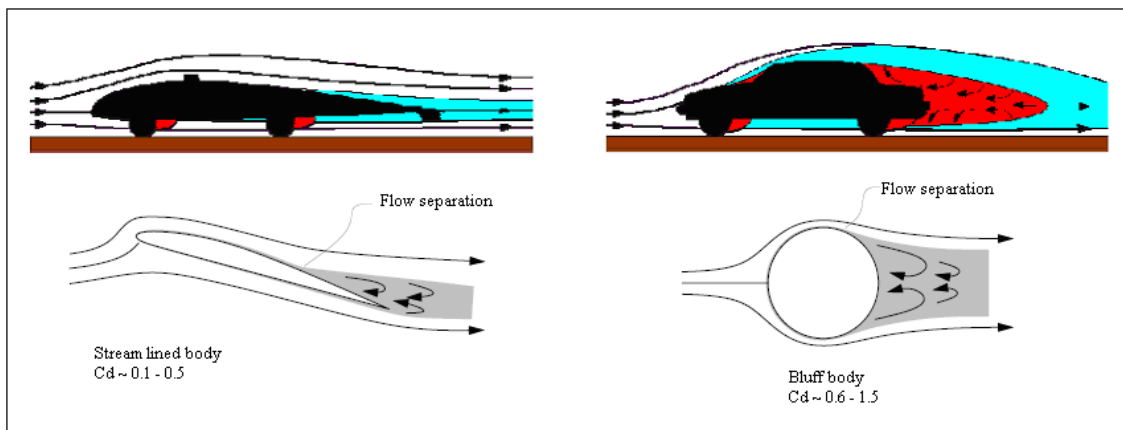 Flow separation
Stream lined body
Cd ~ 0.1 - 0.5
Flow separation
Bluff body
Cd ~ 0.6 - 1.5